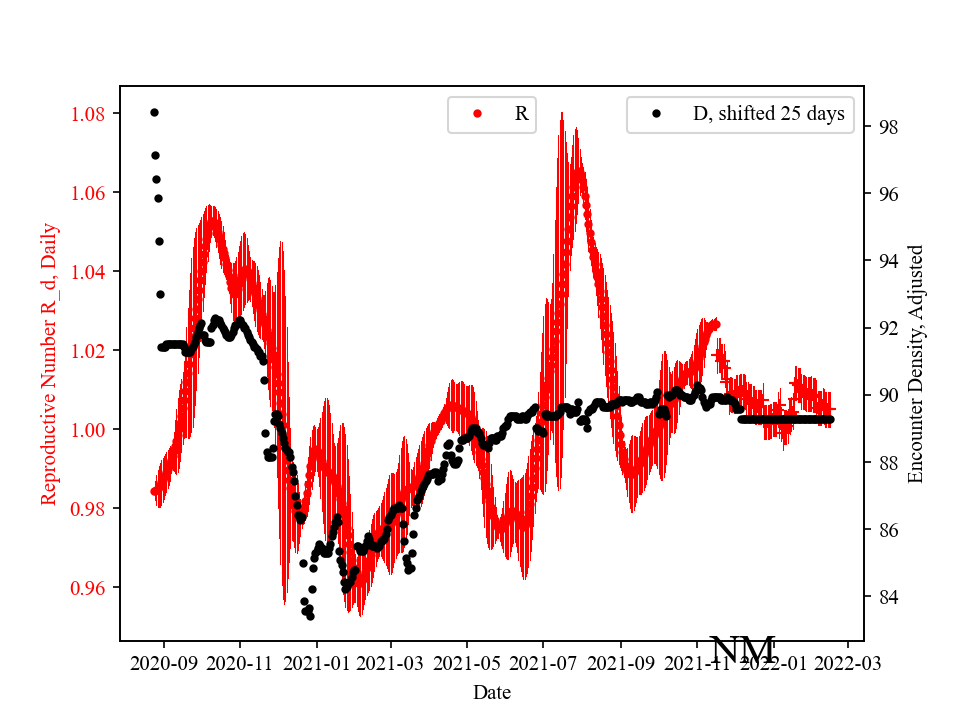 R
D, shifted 25 days
1.08
1.06
1.04
1.02
1.00
0.98
0.96
Reproductive Number R_d, Daily
98
96
94
92
90
88
86
84
Encounter Density, Adjusted
NM
2020-09 2020-11 2021-01 2021-03 2021-05 2021-07 2021-09 2021-11 2022-01 2022-03
Date